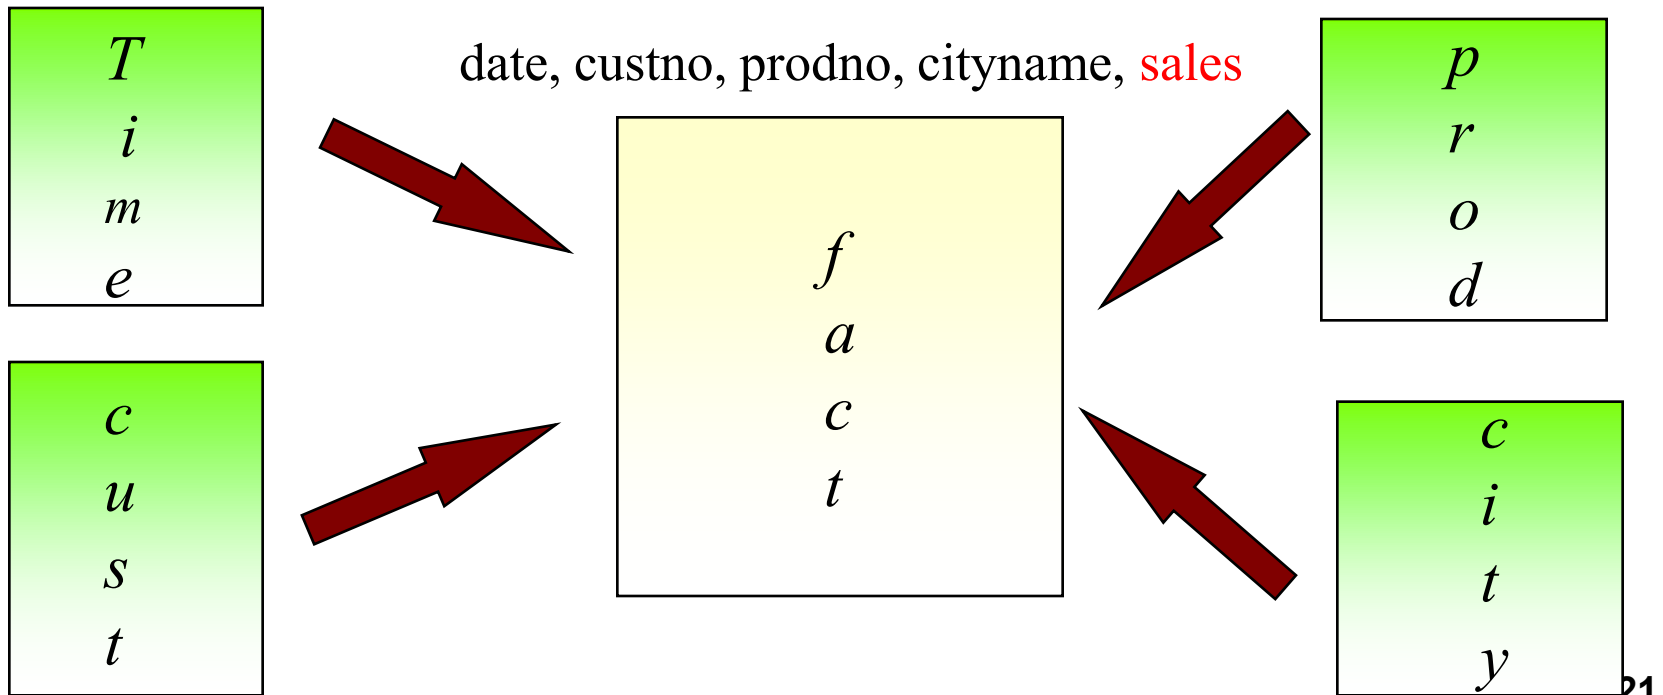 T
i
m
e
date, custno, prodno, cityname, sales
p
r
o
d
f
a
c
t
c
u
s
t
c
i
t
y
21